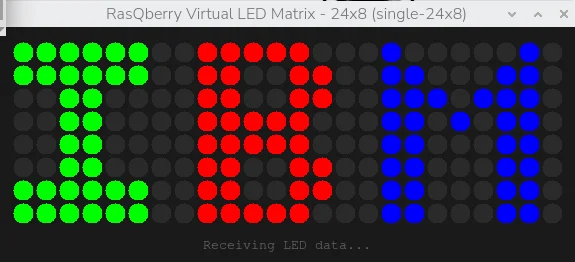 RasQberry Virtual LED Matrix - 24x8 (single-24x8)
IBM
Receiving LED data...